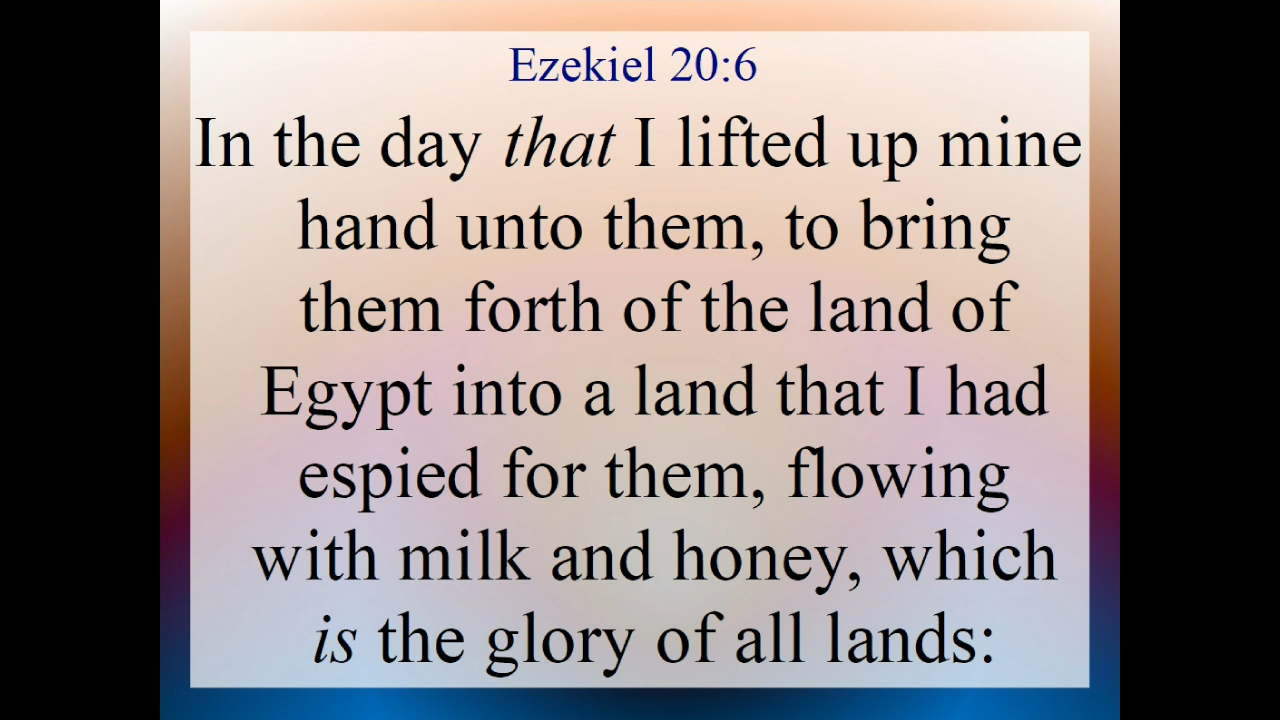 Ezekiel 20:6
In the day that I lifted up mine
hand unto them, to bring
them forth of the land of
Egypt into a land that I had
espied for them, flowing
with milk and honey, which
is the glory of all lands: